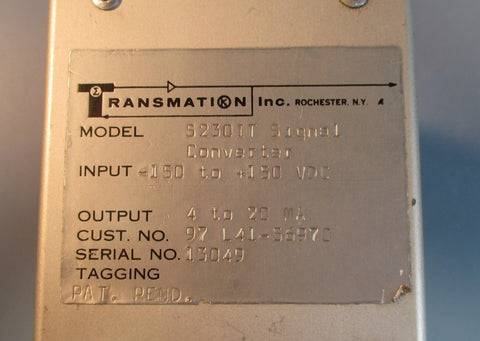 TRANSMATION Inc. ROCHESTER, N.Y.
MODEL S230IT Signal
Converter
INPUT -150 to +150 VDC
OUTPUT 4 to 20 MA
CUST. NO. 97 L41-56970
SERIAL NO. 13049
TAGGING
PAT. PEND.